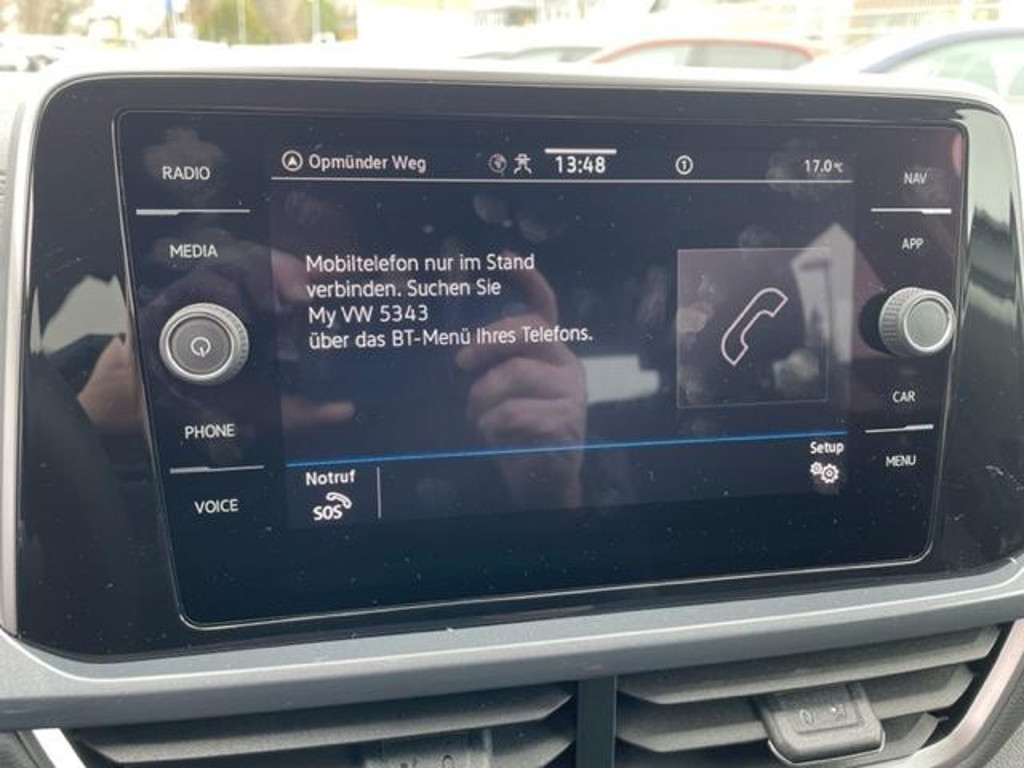 RADIO
MEDIA
PHONE
VOICE
Opmünder Weg
13:48
1
17.0°C
Mobiltelefon nur im Stand
verbinden. Suchen Sie
My VW 5343
über das BT-Menü Ihres Telefons.
Notruf
SOS
Setup
NAV
APP
CAR
MENU